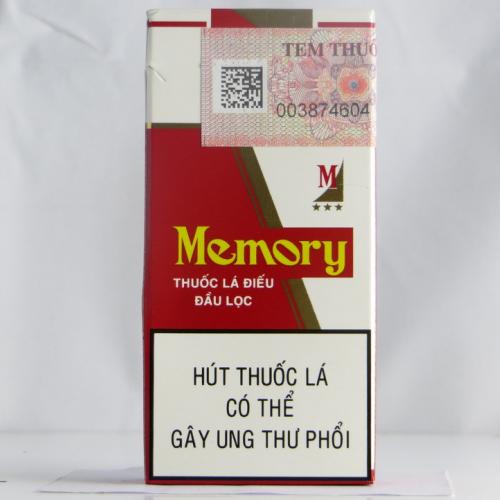 TEM THUỐ
003874604
M
Memory
THUỐC LÁ ĐIẾU
ĐẦU LỌC
HÚT THUỐC LÁ
CÓ THỂ
GÂY UNG THƯ PHỔI